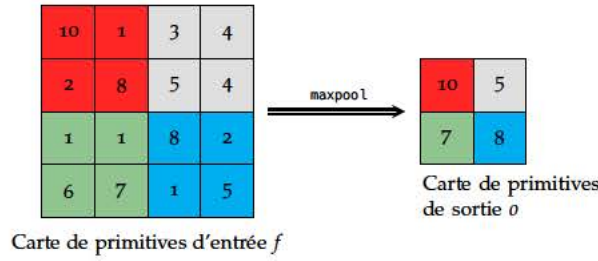 10 1 3 4
2 8 5 4
1 1 8 2
6 7 1 5
maxpool
10 5
7 8
Carte de primitives d'entrée f
Carte de primitives
de sortie o